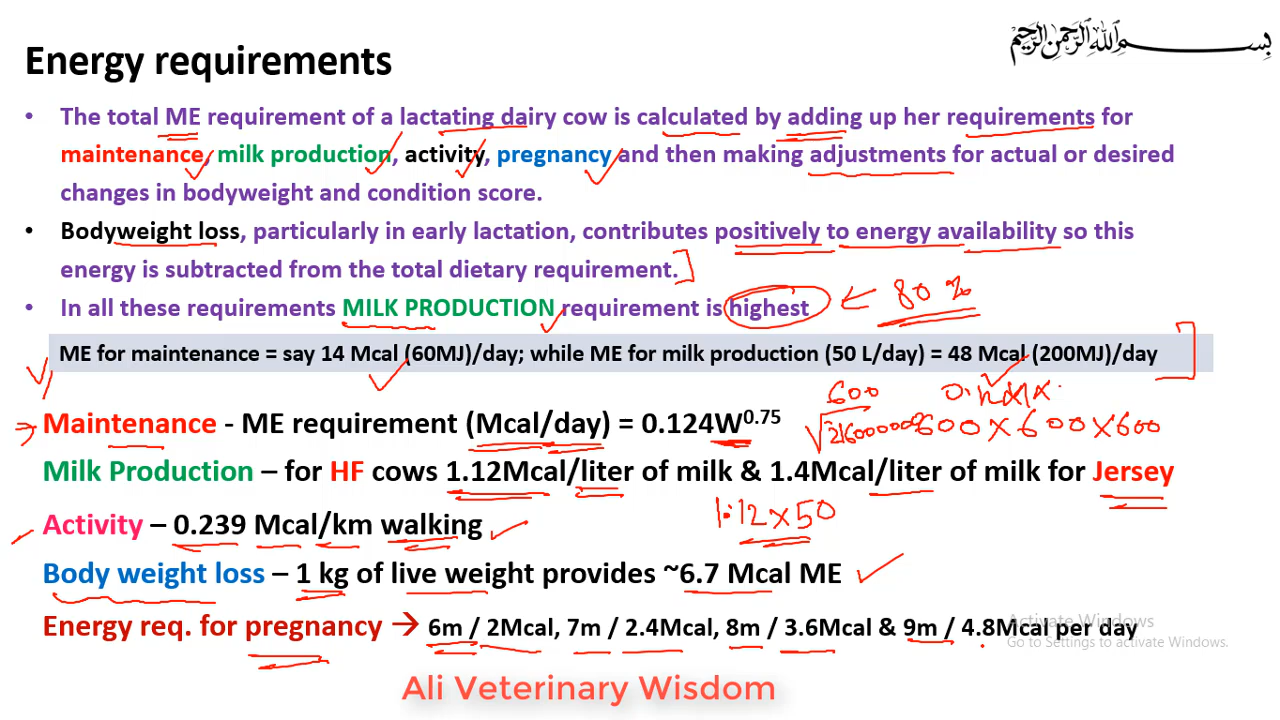 بسم الله الرحمن الرحيم
Energy requirements
• The total ME requirement of a lactating dairy cow is calculated by adding up her requirements for
maintenance, milk production, activity, pregnancy and then making adjustments for actual or desired
changes in bodyweight and condition score.
• Bodyweight loss, particularly in early lactation, contributes positively to energy availability so this
energy is subtracted from the total dietary requirement.
• In all these requirements MILK PRODUCTION requirement is highest
80 %
ME for maintenance = say 14 Mcal (60MJ)/day; while ME for milk production (50 L/day) = 48 Mcal (200MJ)/day
600
Maintenance - ME requirement (Mcal/day) = 0.124W^0.75
√216000000 600 × 600 × 600
Milk Production – for HF cows 1.12Mcal/liter of milk & 1.4Mcal/liter of milk for Jersey
1.12 × 50
Activity – 0.239 Mcal/km walking
Body weight loss – 1 kg of live weight provides ~6.7 Mcal ME
Energy req. for pregnancy → 6m / 2Mcal, 7m / 2.4Mcal, 8m / 3.6Mcal & 9m / 4.8Mcal per day
Activate Windows
Go to Settings to activate Windows.
Ali Veterinary Wisdom